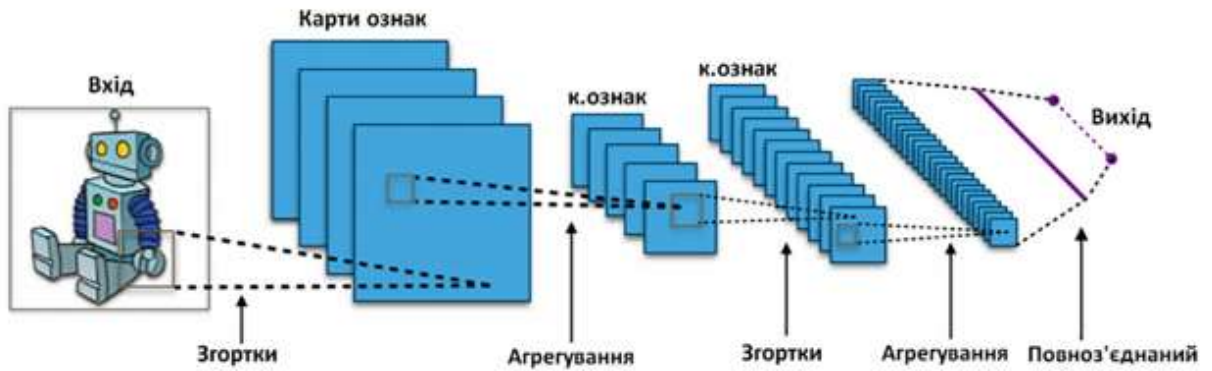 Карти ознак
Вхід
к.ознак
к.ознак
Вихід
Згортки
Агрегування
Згортки
Агрегування
Повноз'єднаний